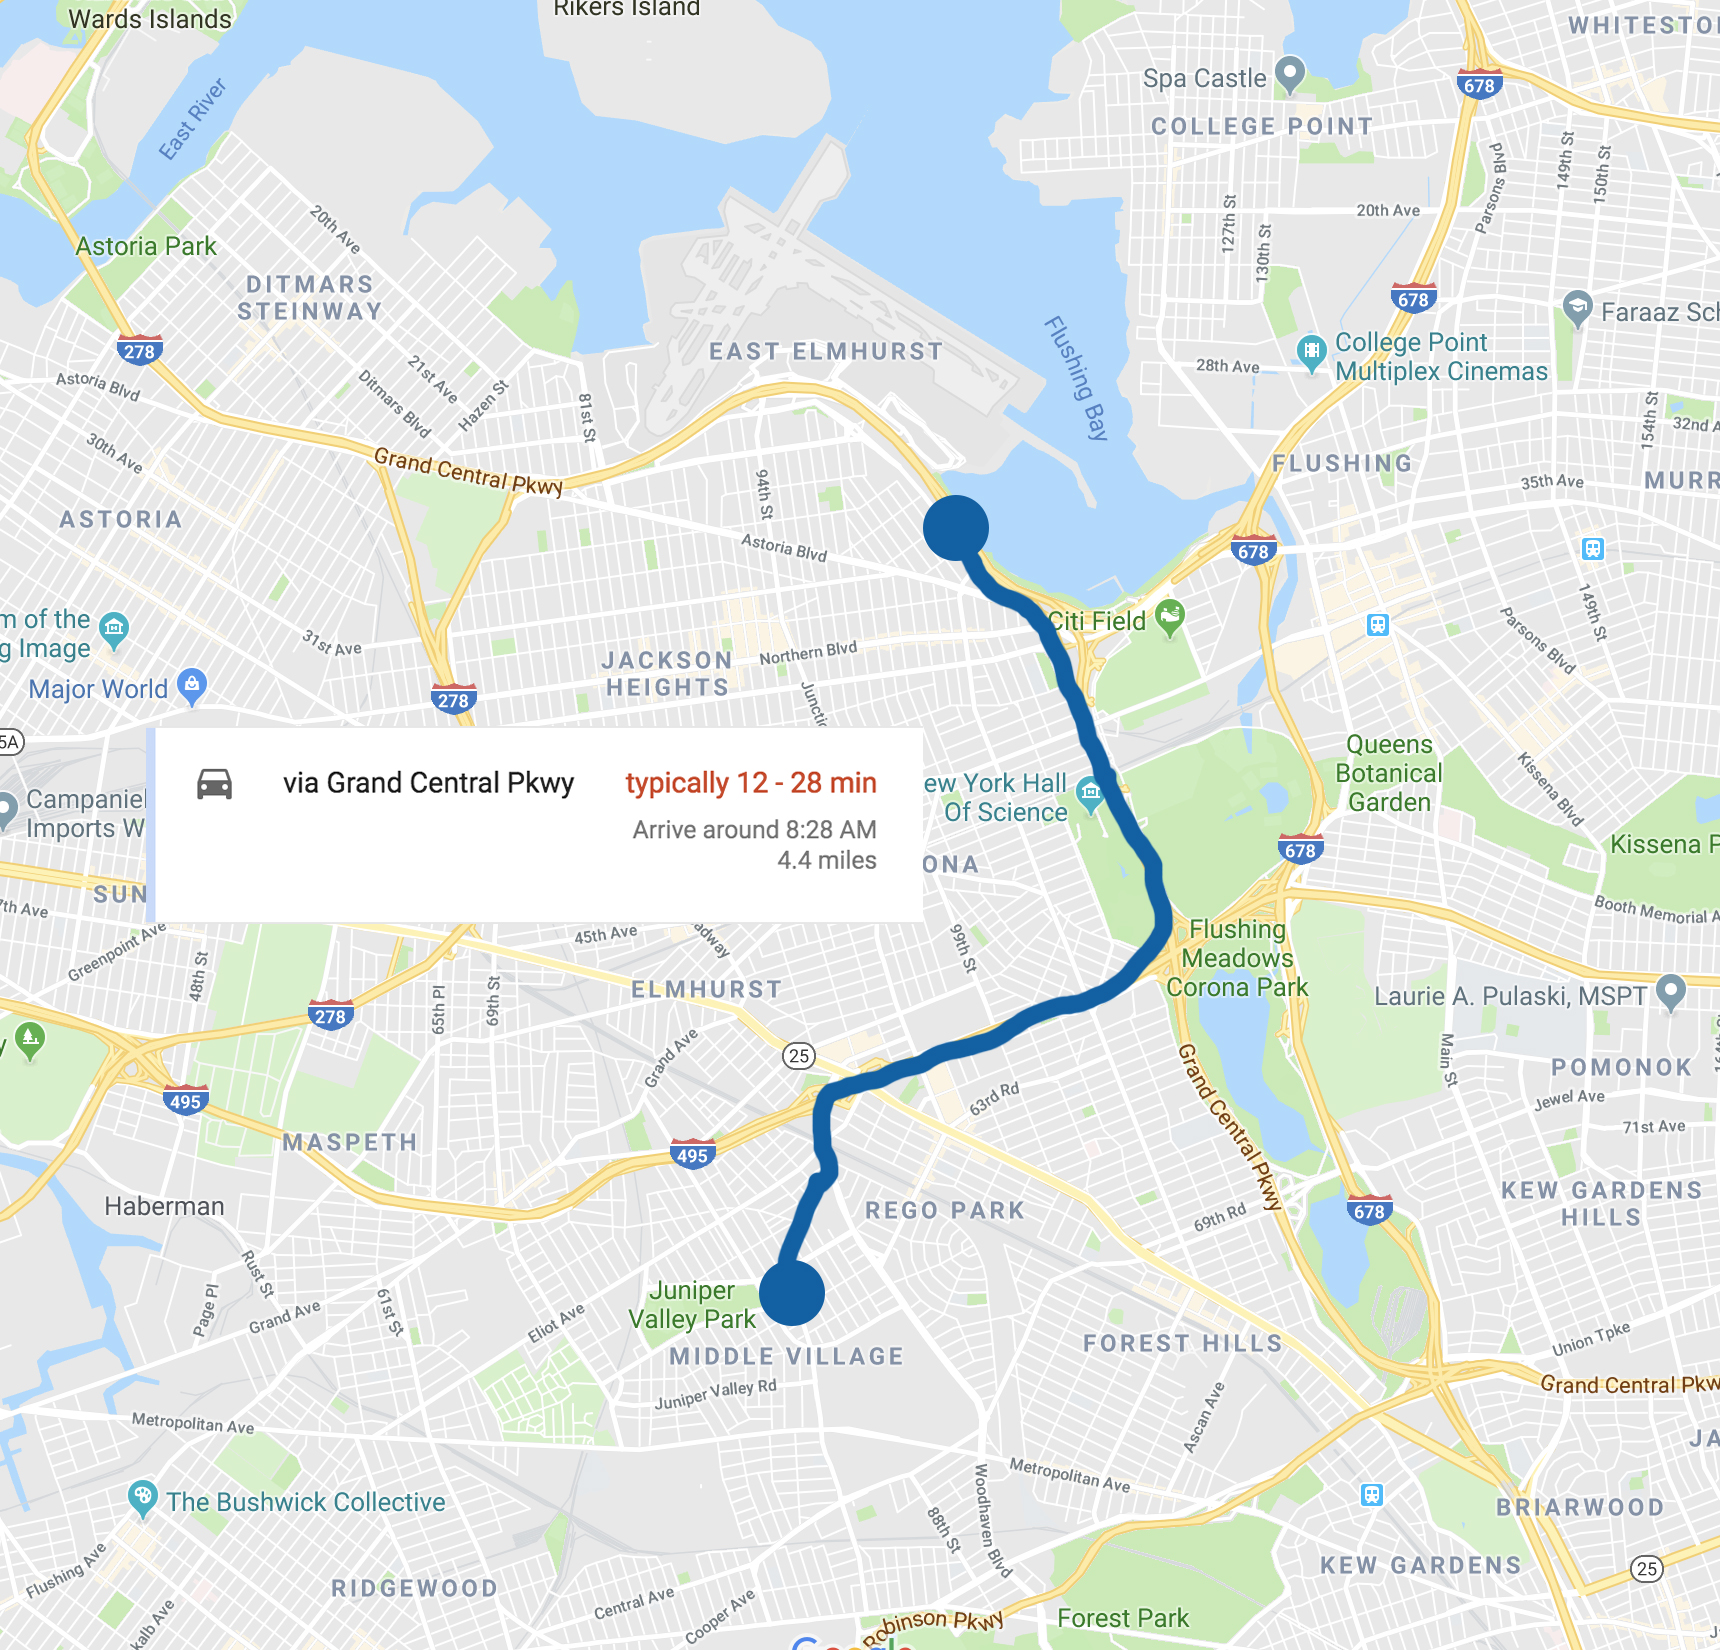 Wards Islands
Rikers Island
WHITESTO
East River
Spa Castle
678
COLLEGE POINT
149th St
150th St
Parsons Blvd
20th Ave
127th St
130th St
20th Ave
Astoria Park
DITMARS
STEINWAY
678
Faraaz Sch
278
EAST ELMHURST
Flushing Bay
College Point
Multiplex Cinemas
28th Ave
Astoria Blvd
21st Ave
Ditmars Blvd
Hazen St
81st St
154th St
32nd A
30th Ave
Grand Central Pkwy
94th St
FLUSHING
35th Ave
MURR
ASTORIA
Astoria Blvd
678
149th St
m of the
g Image
31st Ave
Citi Field
Parsons Blvd
JACKSON
HEIGHTS
Northern Blvd
Major World
278
Junctio
5A
Queens
Botanical
Garden
Kissena Blvd
via Grand Central Pkwy
typically 12 - 28 min
Arrive around 8:28 AM
4.4 miles
ew York Hall
Of Science
Campaniel
Imports W
678
Kissena P
ONA
SUN
7th Ave
Booth Memorial A
Greenpoint Ave
45th Ave
adway
99th St
Flushing
Meadows
Corona Park
48th St
65th Pl
69th St
ELMHURST
Laurie A. Pulaski, MSPT
278
Grand Ave
25
Main St
164th St
POMONOK
y
495
63rd Rd
Grand Central Pkwy
Jewel Ave
71st Ave
MASPETH
495
Haberman
REGO PARK
69th Rd
678
KEW GARDENS
HILLS
Rust St
Page Pl
Grand Ave
61st St
Eliot Ave
Juniper
Valley Park
MIDDLE VILLAGE
FOREST HILLS
Union Tpke
Juniper Valley Rd
Grand Central Pkw
Metropolitan Ave
Ascan Ave
JA
Metropolitan Ave
The Bushwick Collective
Woodhaven Blvd
88th St
BRIARWOOD
Flushing Ave
RIDGEWOOD
KEW GARDENS
25
Central Ave
Cooper Ave
kalb Ave
Robinson Pkwy
Forest Park